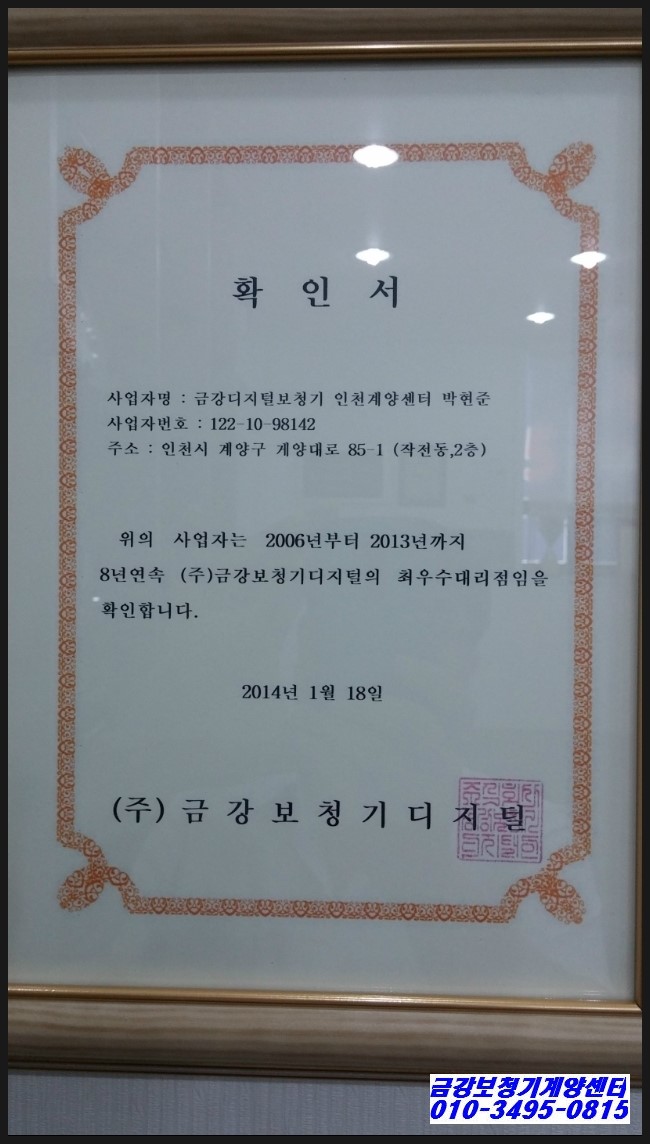 확 인 서
사업자명 : 금강디지털보청기 인천계양센터 박현준
사업자번호 : 122-10-98142
주소 : 인천시 계양구 계양대로 85-1 (작전동,2층)
위의 사업자는 2006년부터 2013년까지
8년연속 (주)금강보청기디지털의 최우수대리점임을
확인합니다.
2014년 1월 18일
(주) 금 강 보 청 기 디 지 털
금강보청기계양센터
010-3495-0815